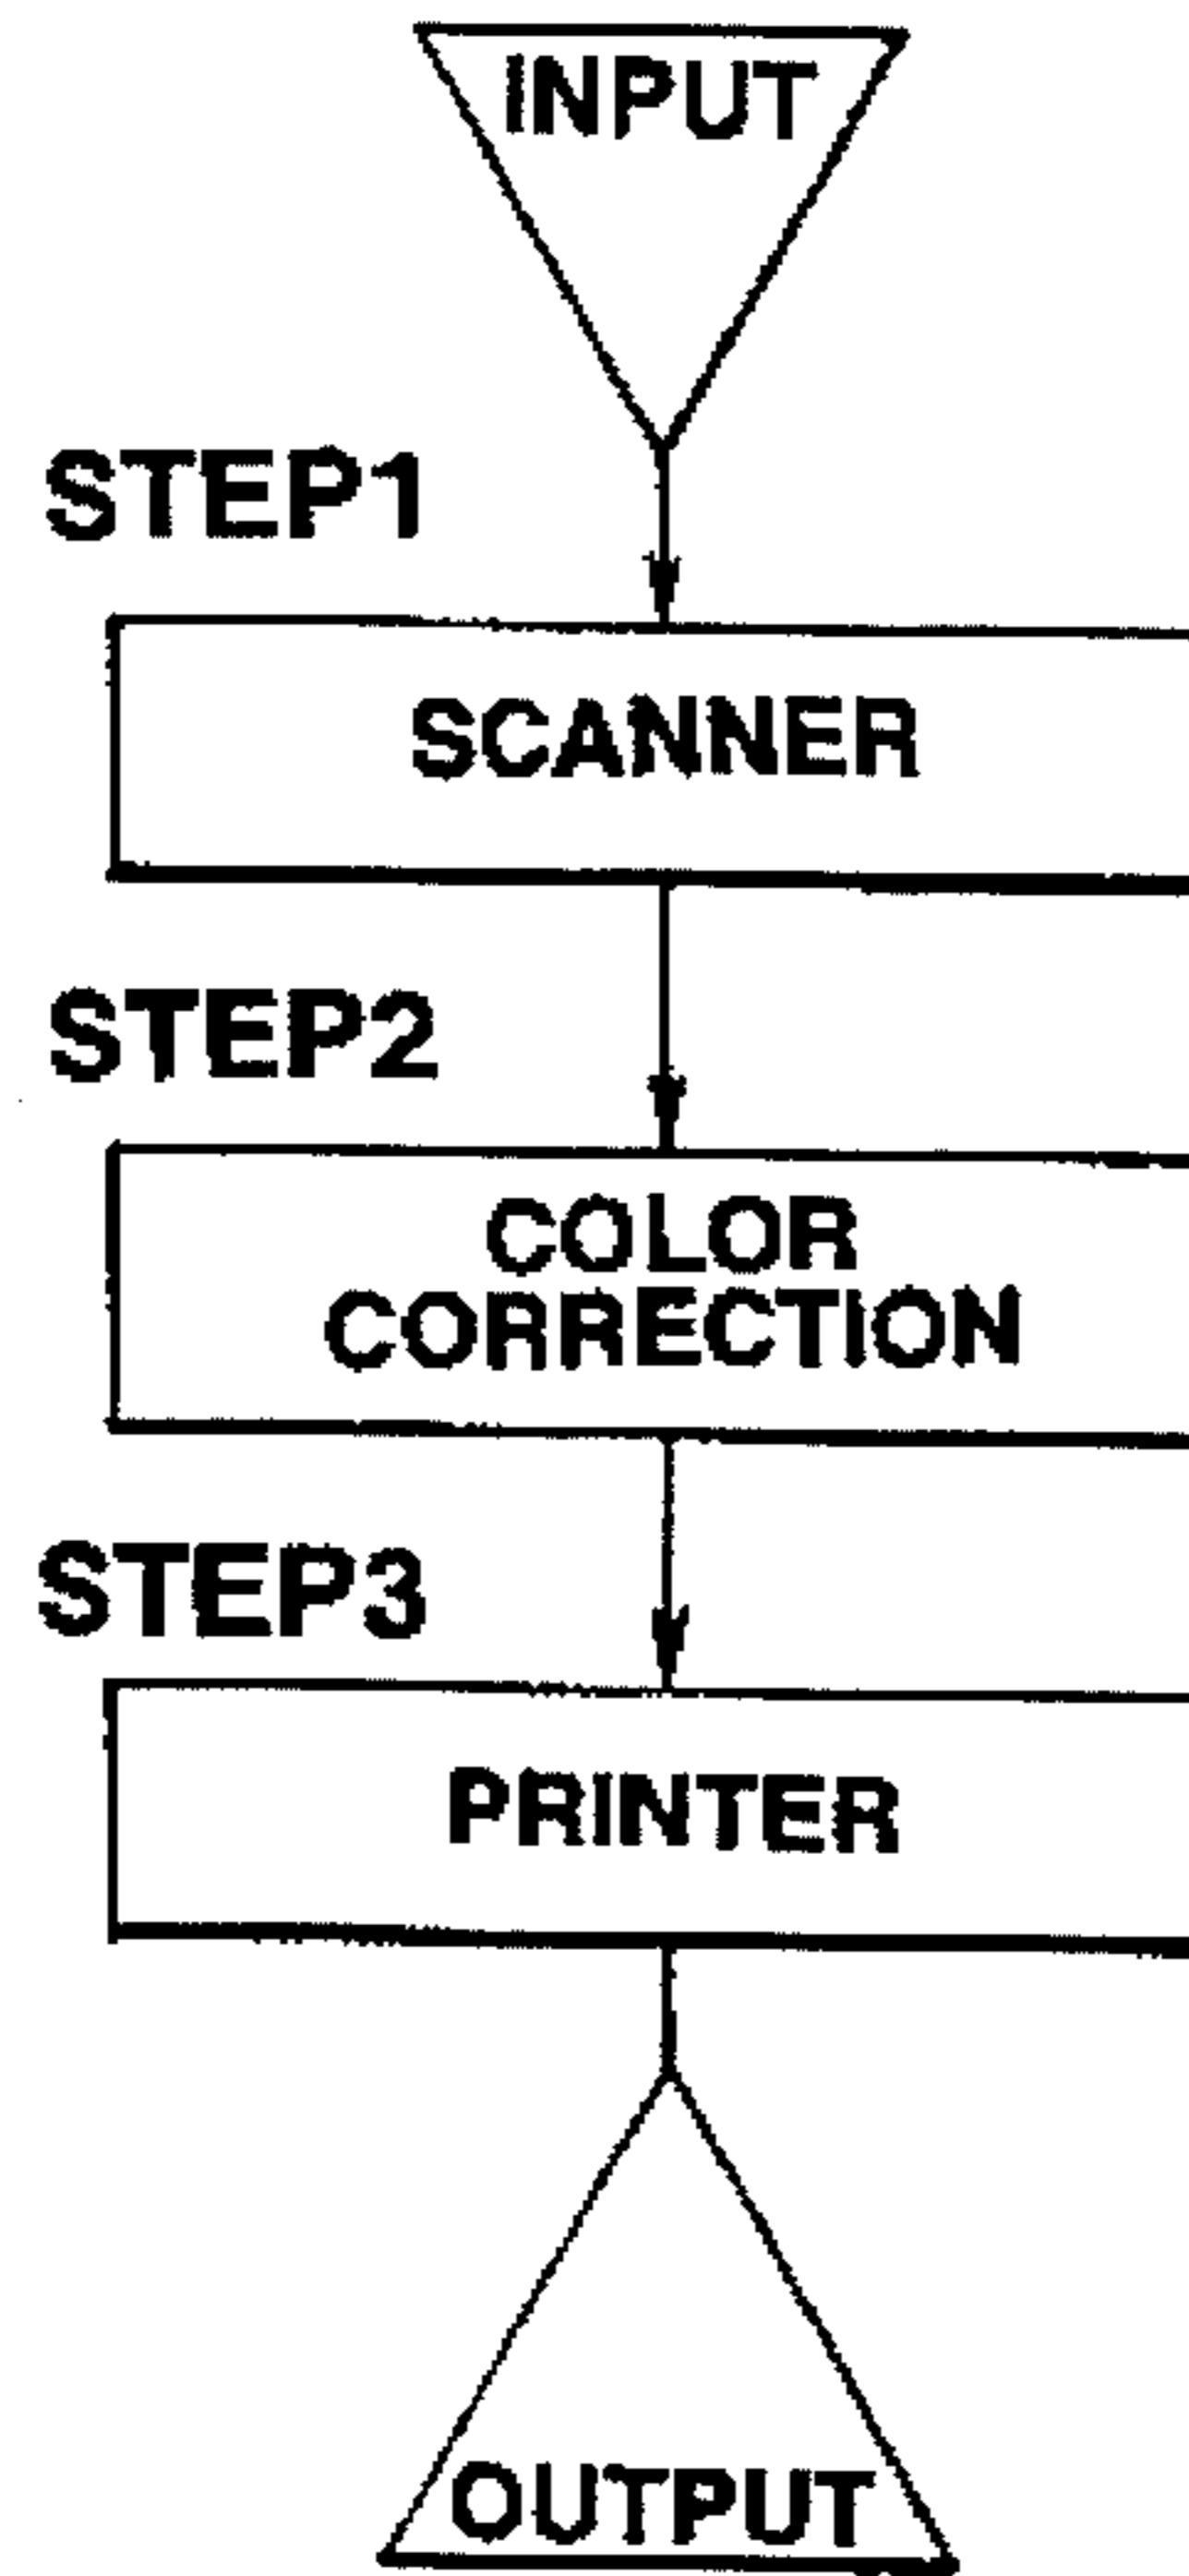 INPUT
STEP1
SCANNER
STEP2
COLOR
CORRECTION
STEP3
PRINTER
OUTPUT